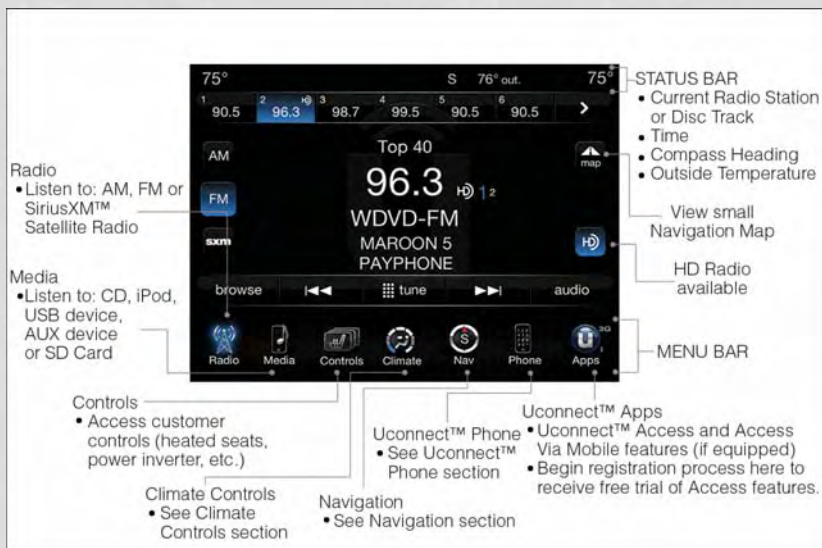 75° S 76° out. 75°
1 90.5 2 96.3 HD 3 98.7 4 99.5 5 90.5 6 90.5 >
AM
FM
sxm
Top 40
96.3 HD 1 2
WDVD-FM
MAROON 5
PAYPHONE
map
HD
browse tune audio
Radio Media Controls Climate Nav Phone Apps
S
U 3G
STATUS BAR
• Current Radio Station
or Disc Track
• Time
• Compass Heading
• Outside Temperature
View small
Navigation Map
HD Radio
available
MENU BAR
Radio
• Listen to: AM, FM or
SiriusXM™
Satellite Radio
Media
• Listen to: CD, iPod,
USB device,
AUX device
or SD Card
Controls
• Access customer
controls (heated seats,
power inverter, etc.)
Climate Controls
• See Climate
Controls section
Navigation
• See Navigation section
Uconnect™ Phone
• See Uconnect™
Phone section
Uconnect™ Apps
• Uconnect™ Access and Access
Via Mobile features (if equipped)
• Begin registration process here to
receive free trial of Access features.